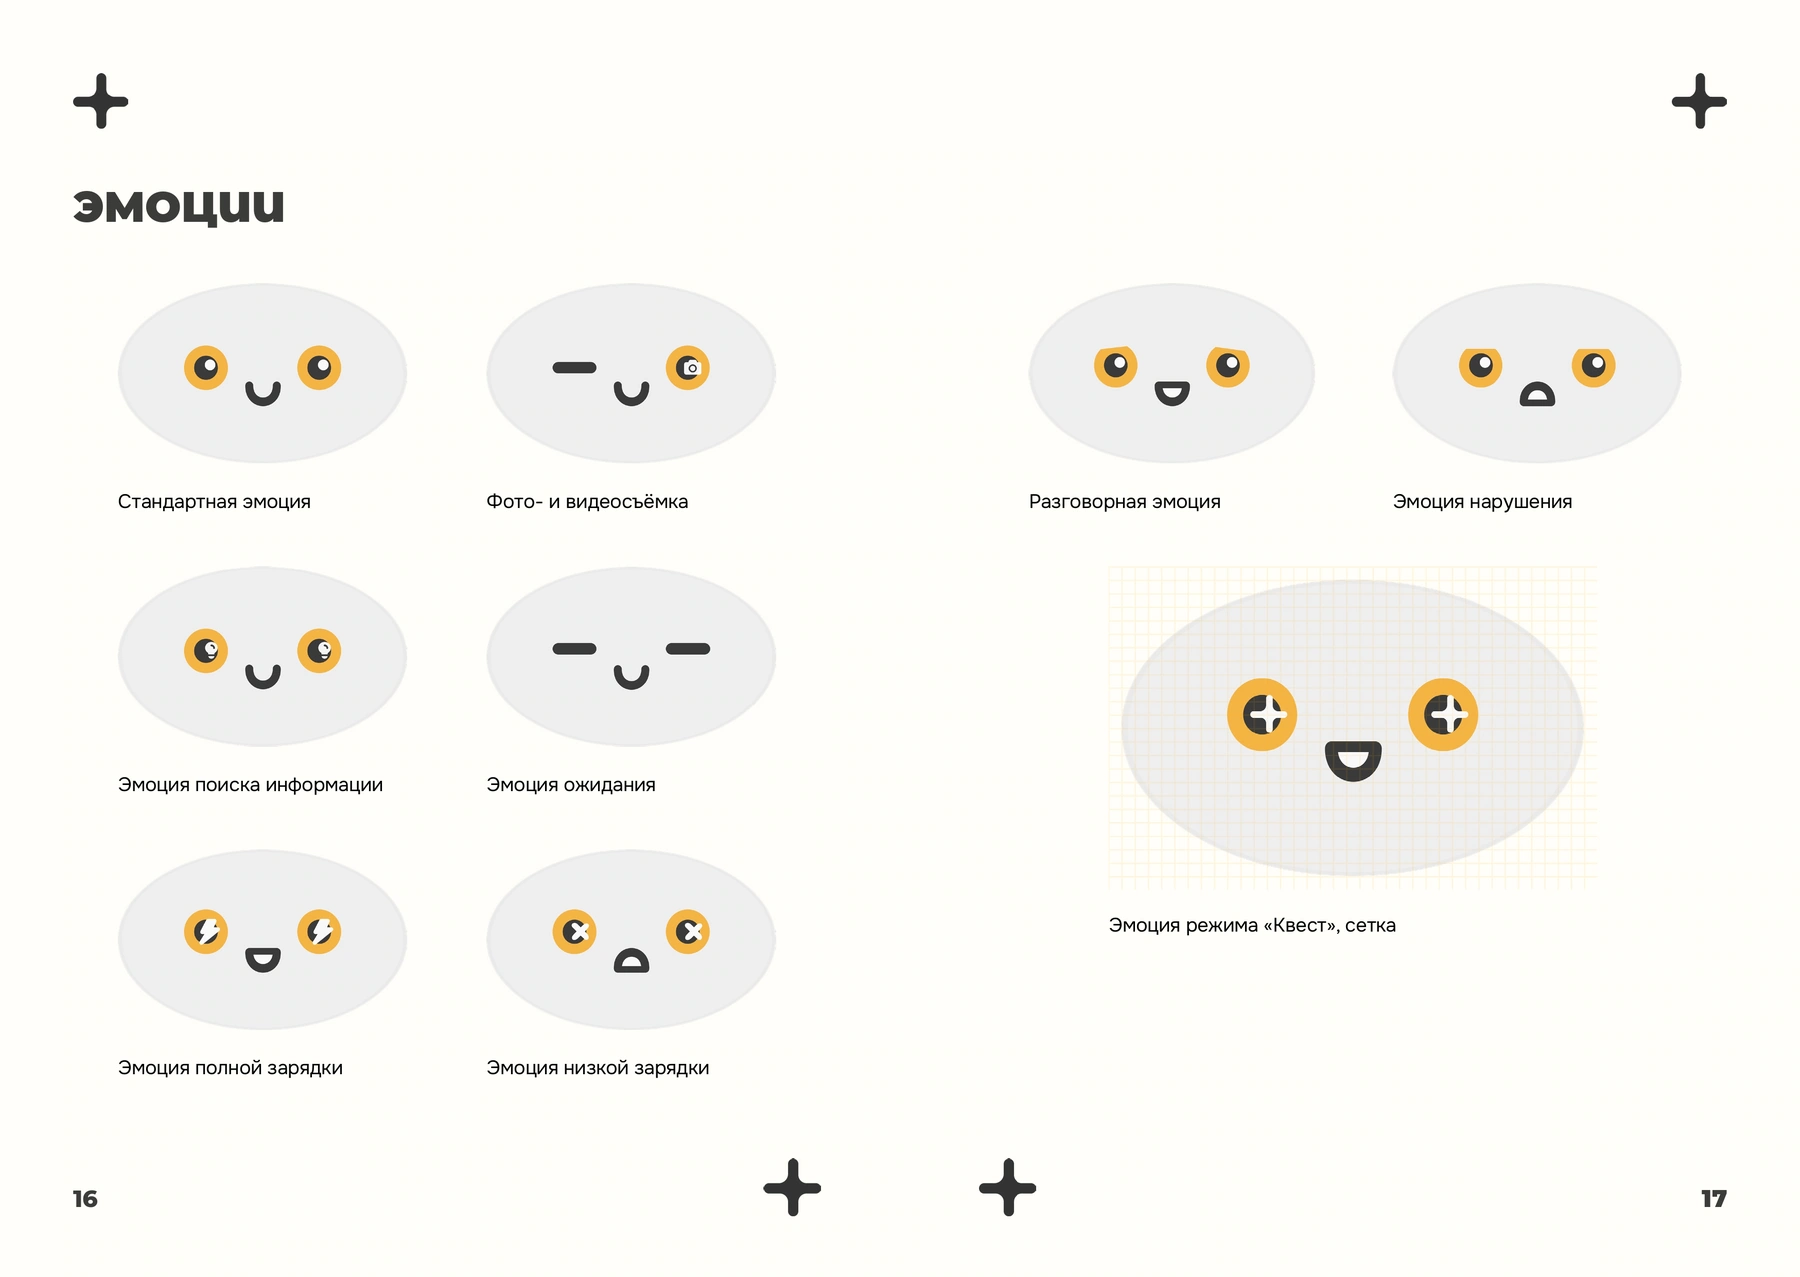 эмоции
Стандартная эмоция
Фото- и видеосъёмка
Эмоция поиска информации
Эмоция ожидания
Эмоция полной зарядки
Эмоция низкой зарядки
16
Разговорная эмоция
Эмоция нарушения
Эмоция режима «Квест», сетка
17